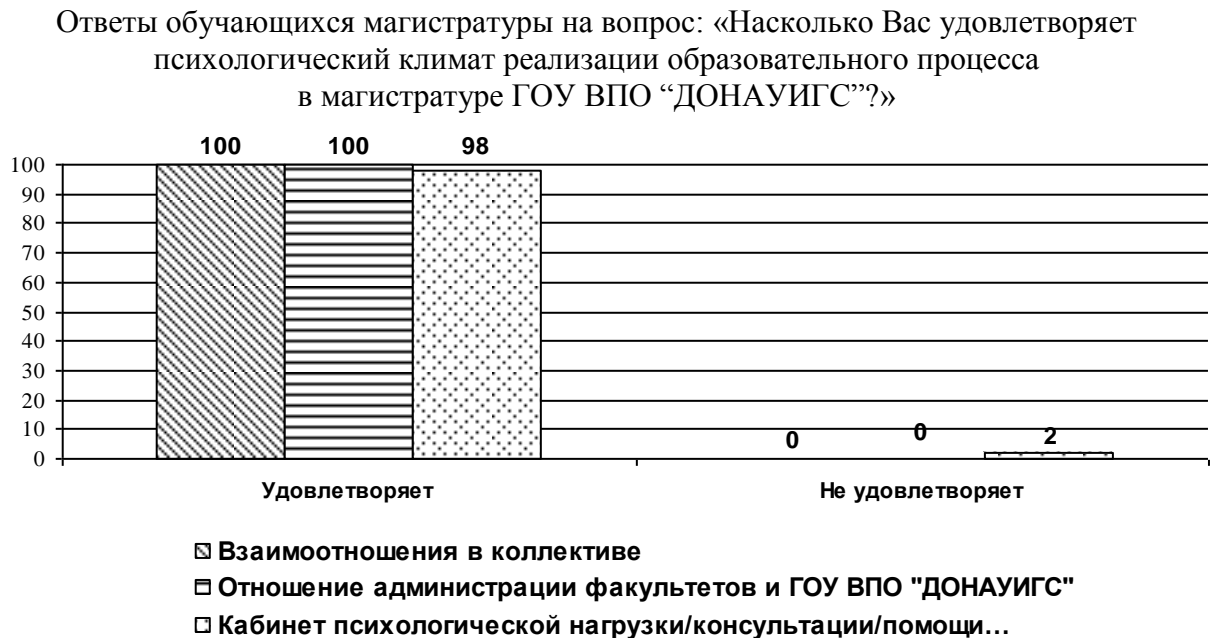 Ответы обучающихся магистратуры на вопрос: «Насколько Вас удовлетворяет
психологический климат реализации образовательного процесса
в магистратуре ГОУ ВПО “ДОНАУИГС”?»
100 100 98
100
90
80
70
60
50
40
30
20
10
0
0 0 2
Удовлетворяет Не удовлетворяет
Взаимоотношения в коллективе
Отношение администрации факультетов и ГОУ ВПО "ДОНАУИГС"
Кабинет психологической нагрузки/консультации/помощи…